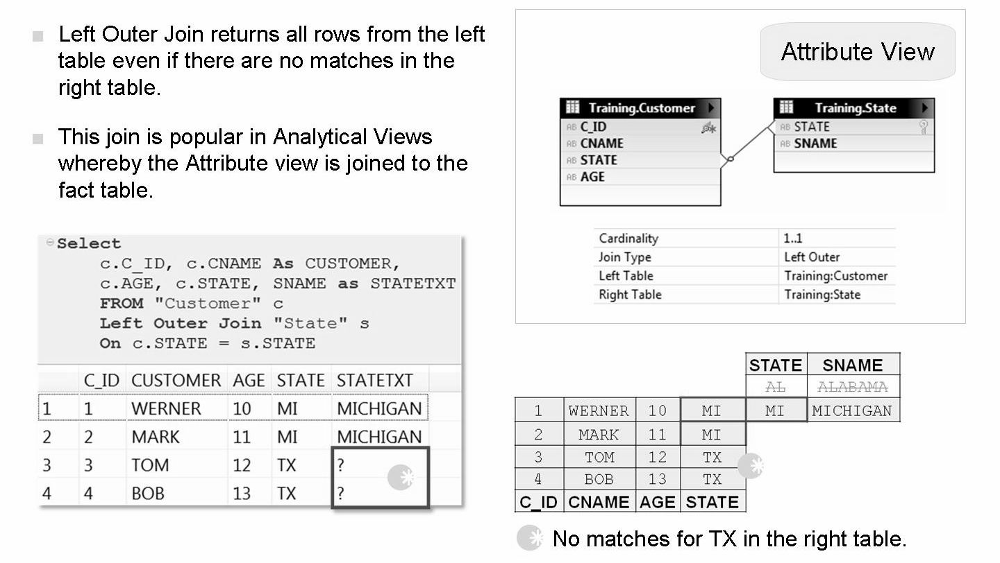 Left Outer Join returns all rows from the left
table even if there are no matches in the
right table.
This join is popular in Analytical Views
whereby the Attribute view is joined to the
fact table.
Select
c.C_ID, c.CNAME As CUSTOMER,
c.AGE, c.STATE, SNAME as STATETXT
FROM "Customer" c
Left Outer Join "State" s
On c.STATE = s.STATE
C_ID CUSTOMER AGE STATE STATETXT
1 1 WERNER 10 MI MICHIGAN
2 2 MARK 11 MI MICHIGAN
3 3 TOM 12 TX ?
4 4 BOB 13 TX ?
Attribute View
Training.Customer
AB C_ID
AB CNAME
AB STATE
AB AGE
Training.State
AB STATE
AB SNAME
Cardinality 1..1
Join Type Left Outer
Left Table Training:Customer
Right Table Training:State
STATE SNAME
AL ALABAMA
1 WERNER 10 MI MI MICHIGAN
2 MARK 11 MI
3 TOM 12 TX
4 BOB 13 TX
C_ID CNAME AGE STATE
No matches for TX in the right table.